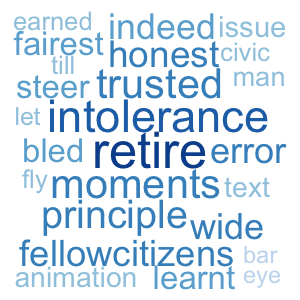 earned indeed issue
fairest honest civic
till
steer trusted man
let intolerance
bled retire error
fly moments text
principle wide
fellowcitizens bar
animation learnt eye